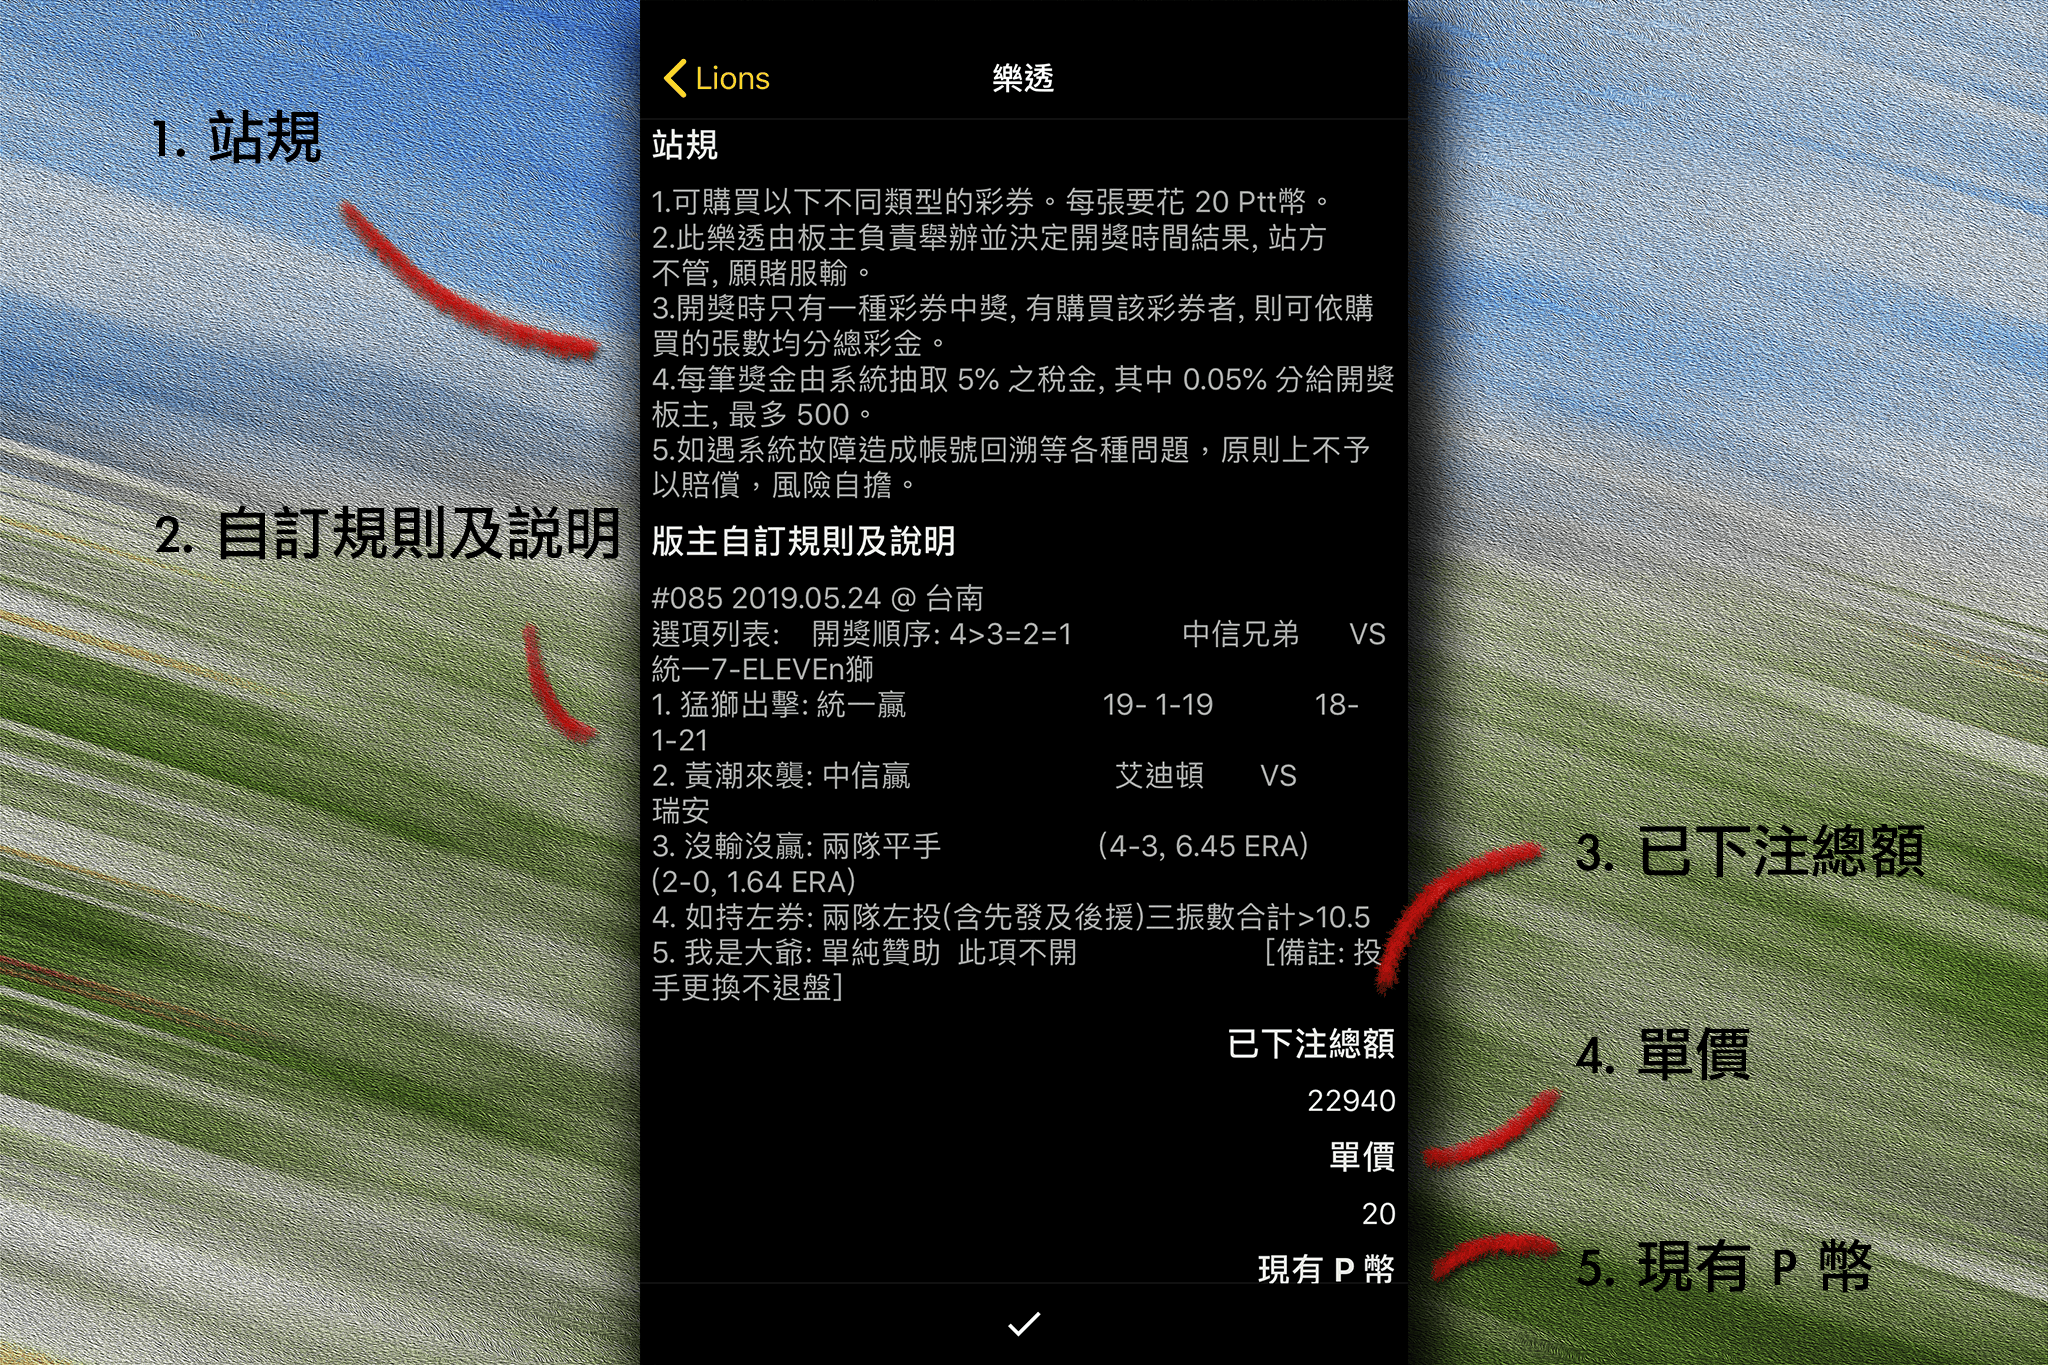 Lions
樂透
1. 站規
站規
1.可購買以下不同類型的彩券。每張要花 20 Ptt幣。
2.此樂透由板主負責舉辦並決定開獎時間結果, 站方
不管, 願賭服輸。
3.開獎時只有一種彩券中獎, 有購買該彩券者, 則可依購
買的張數均分總彩金。
4.每筆獎金由系統抽取 5% 之稅金, 其中 0.05% 分給開獎
板主, 最多 500。
5.如遇系統故障造成帳號回溯等各種問題，原則上不予
以賠償，風險自擔。
2. 自訂規則及說明
版主自訂規則及說明
#085 2019.05.24 @ 台南
選項列表: 開獎順序: 4>3=2=1 中信兄弟 VS
統一7-ELEVEn獅
1. 猛獅出擊: 統一贏 19- 1-19 18-
1-21
2. 黃潮來襲: 中信贏 艾迪頓 VS
瑞安
3. 沒輸沒贏: 兩隊平手 (4-3, 6.45 ERA)
(2-0, 1.64 ERA)
4. 如持左券: 兩隊左投(含先發及後援)三振數合計>10.5
5. 我是大爺: 單純贊助 此項不開 [備註: 投
手更換不退盤]
3. 已下注總額
已下注總額
22940
4. 單價
單價
20
5. 現有 P 幣
現有 P 幣